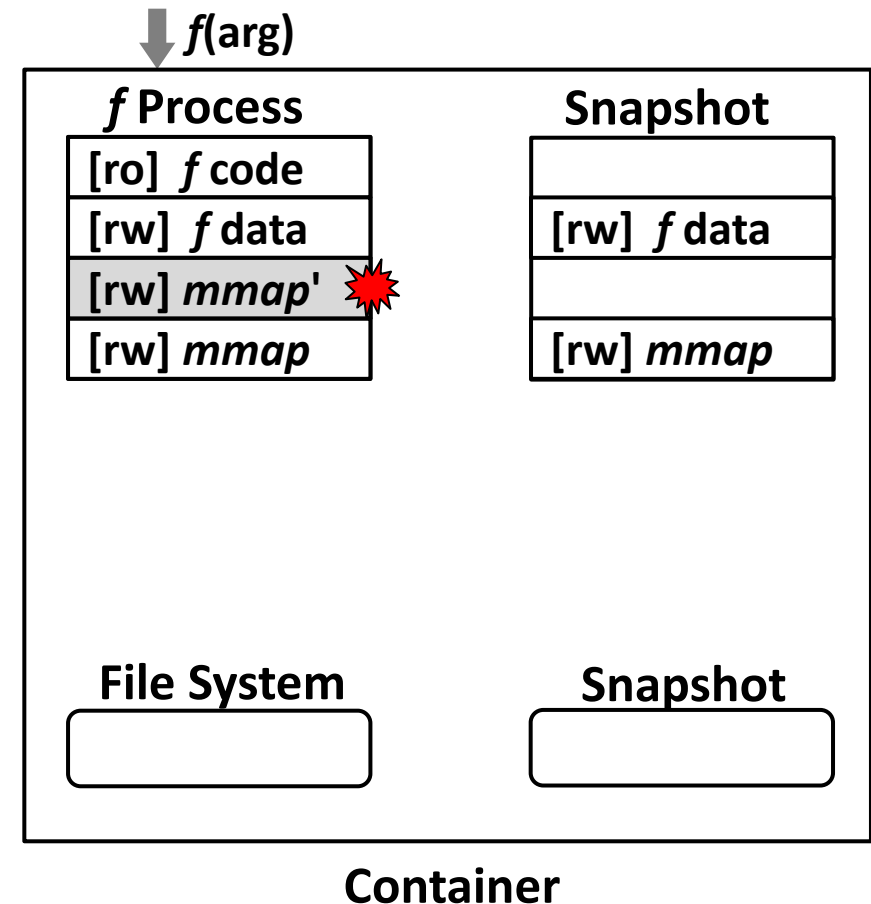 f(arg)
f Process
Snapshot
[ro] f code
[rw] f data
[rw] f data
[rw] mmap'
[rw] mmap
[rw] mmap
File System
Snapshot
Container